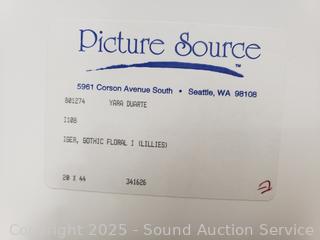 Picture Source
™
5961 Corson Avenue South • Seattle, WA 98108
801274 YARA DUARTE
I108
IGER, GOTHIC FLORAL I (LILLIES)
20 X 44 341626
Copyright 2025 - Sound Auction Service